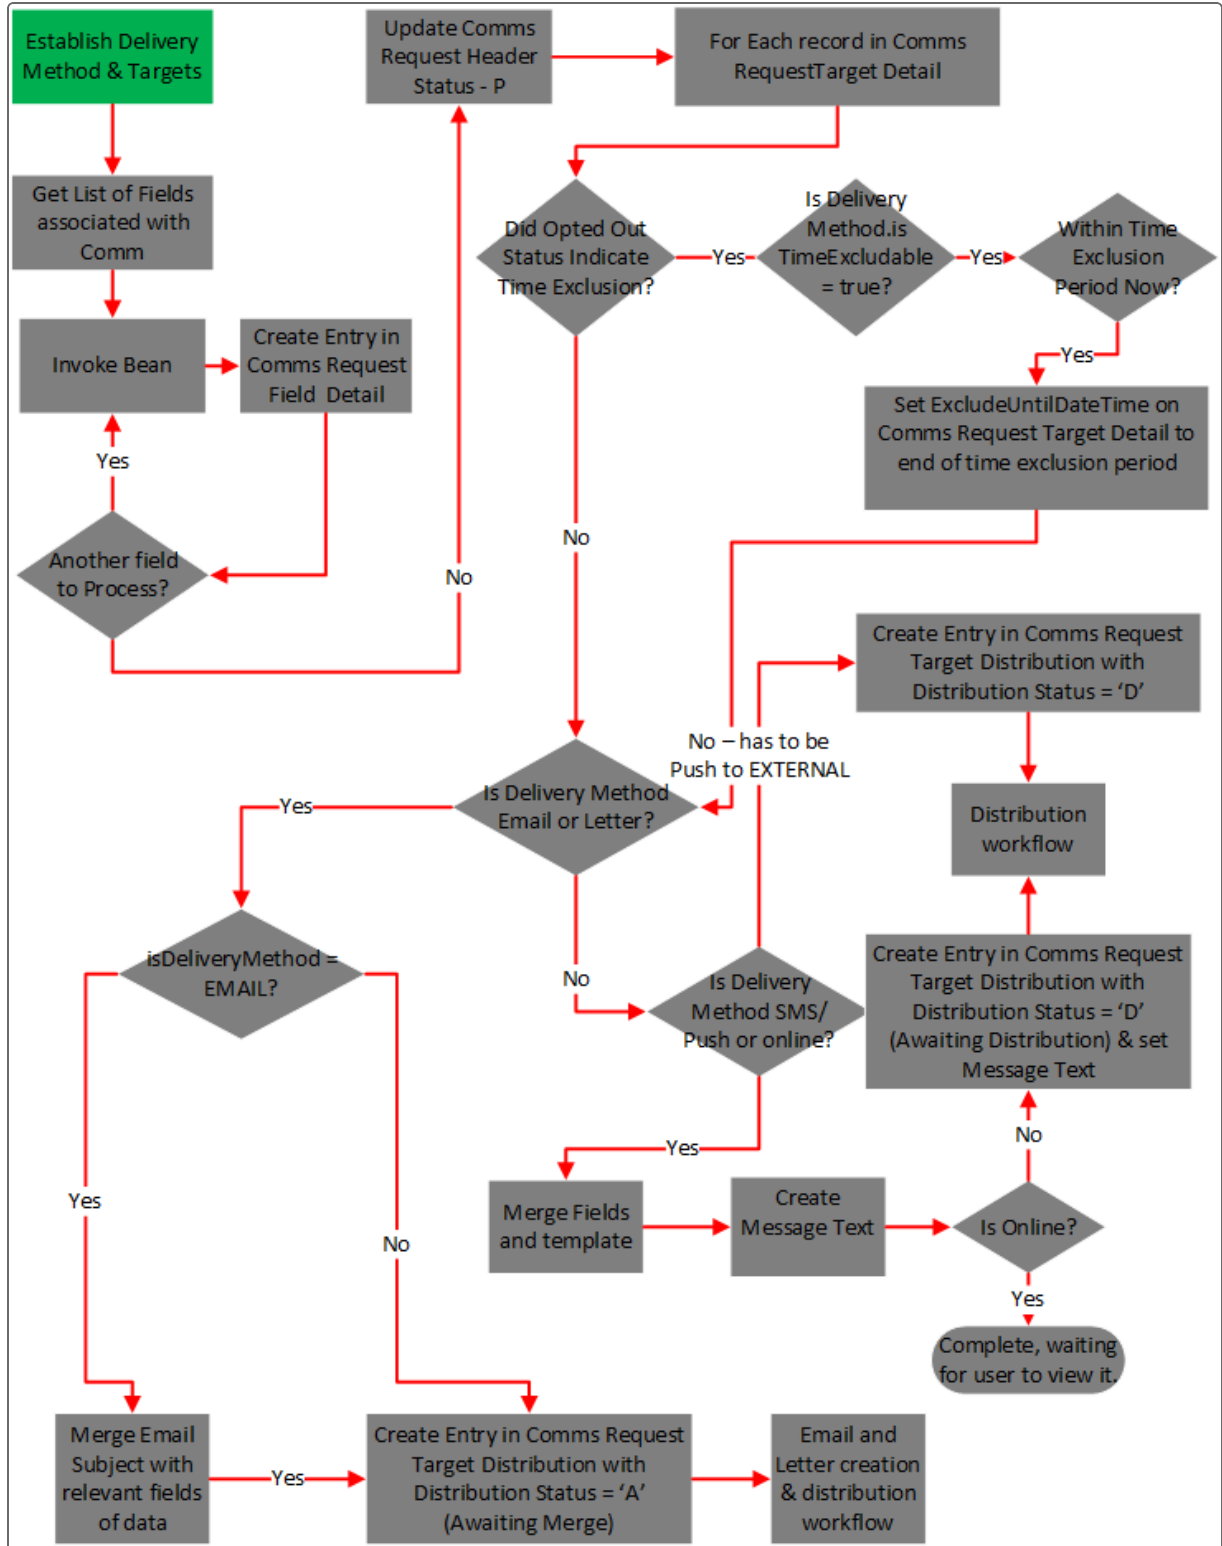 Establish Delivery
Method & Targets
Update Comms
Request Header
Status - P
For Each record in Comms
RequestTarget Detail
Get List of Fields
associated with
Comm
Did Opted Out
Status Indicate
Time Exclusion?
Yes
Is Delivery
Method.is
TimeExcludable
= true?
Yes
Within Time
Exclusion
Period Now?
Invoke Bean
Create Entry in
Comms Request
Field Detail
Yes
Set ExcludeUntilDateTime on
Comms Request Target Detail to
end of time exclusion period
Yes
Another field
to Process?
No
No
Create Entry in Comms Request
Target Distribution with
Distribution Status = ‘D’
No – has to be
Push to EXTERNAL
Is Delivery Method
Email or Letter?
Yes
Distribution
workflow
isDeliveryMethod =
EMAIL?
No
Is Delivery
Method SMS/
Push or online?
Create Entry in Comms Request
Target Distribution with
Distribution Status = ‘D’
(Awaiting Distribution) & set
Message Text
Yes
No
Yes
No
Merge Fields
and template
Create
Message Text
Is Online?
Yes
Complete, waiting
for user to view it.
Merge Email
Subject with
relevant fields
of data
Yes
Create Entry in Comms Request
Target Distribution with
Distribution Status = ‘A’
(Awaiting Merge)
Email and
Letter creation
& distribution
workflow